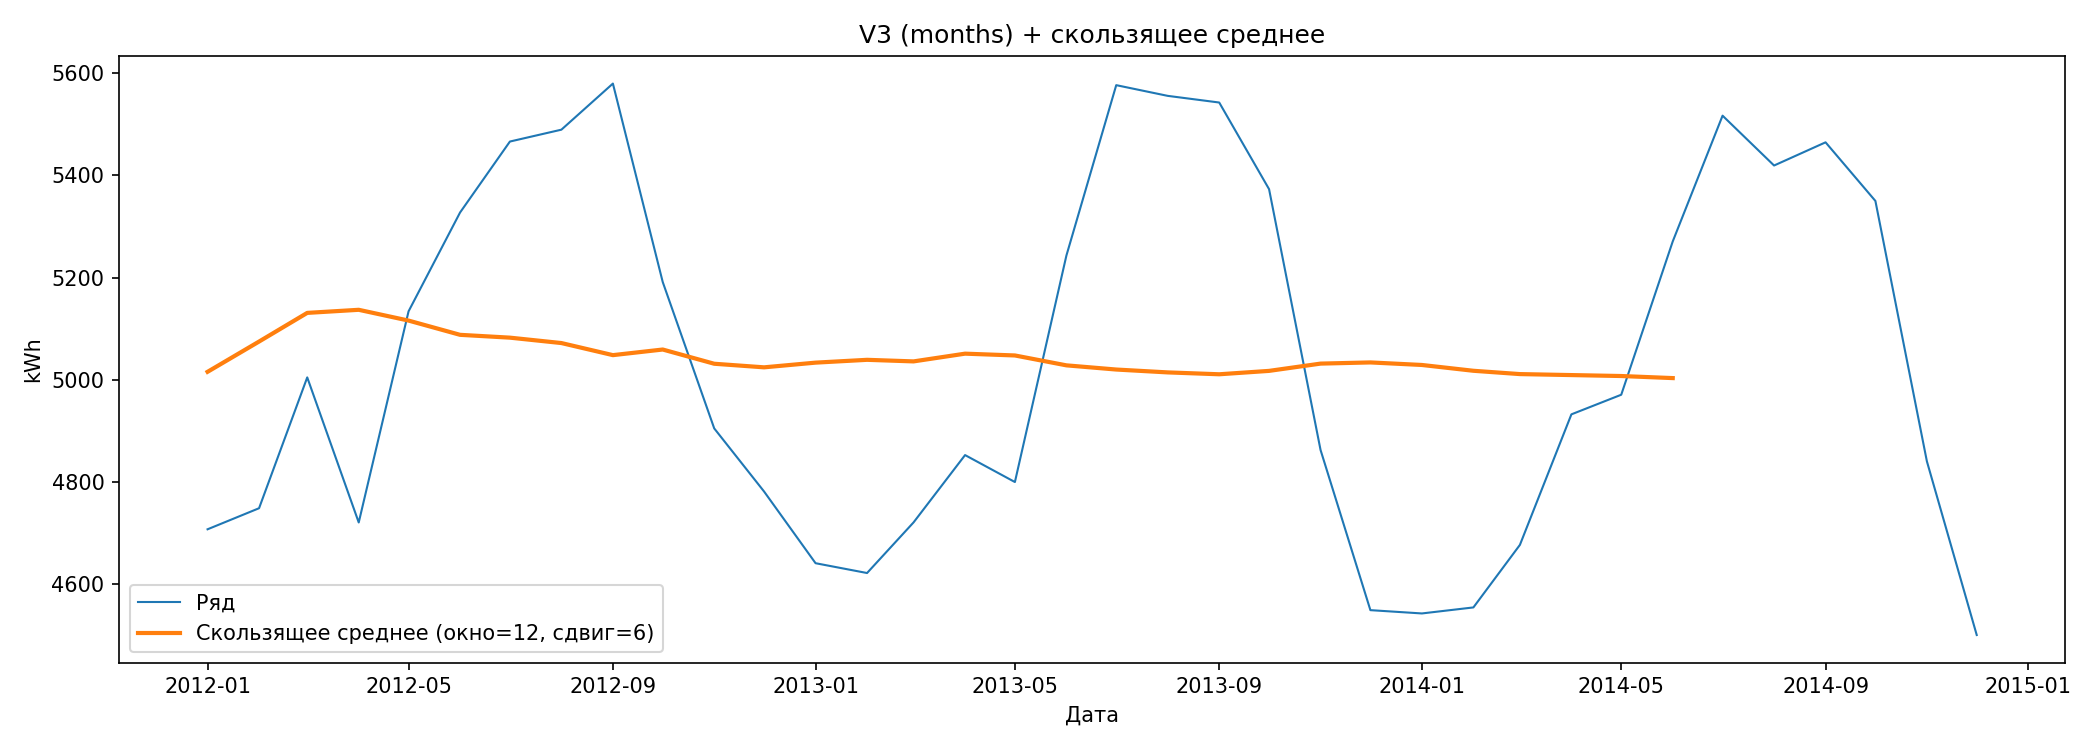 V3 (months) + скользящее среднее
5600
5400
5200
5000
4800
4600
kWh
Ряд
Скользящее среднее (окно=12, сдвиг=6)
2012-01 2012-05 2012-09 2013-01 2013-05 2013-09 2014-01 2014-05 2014-09 2015-01
Дата